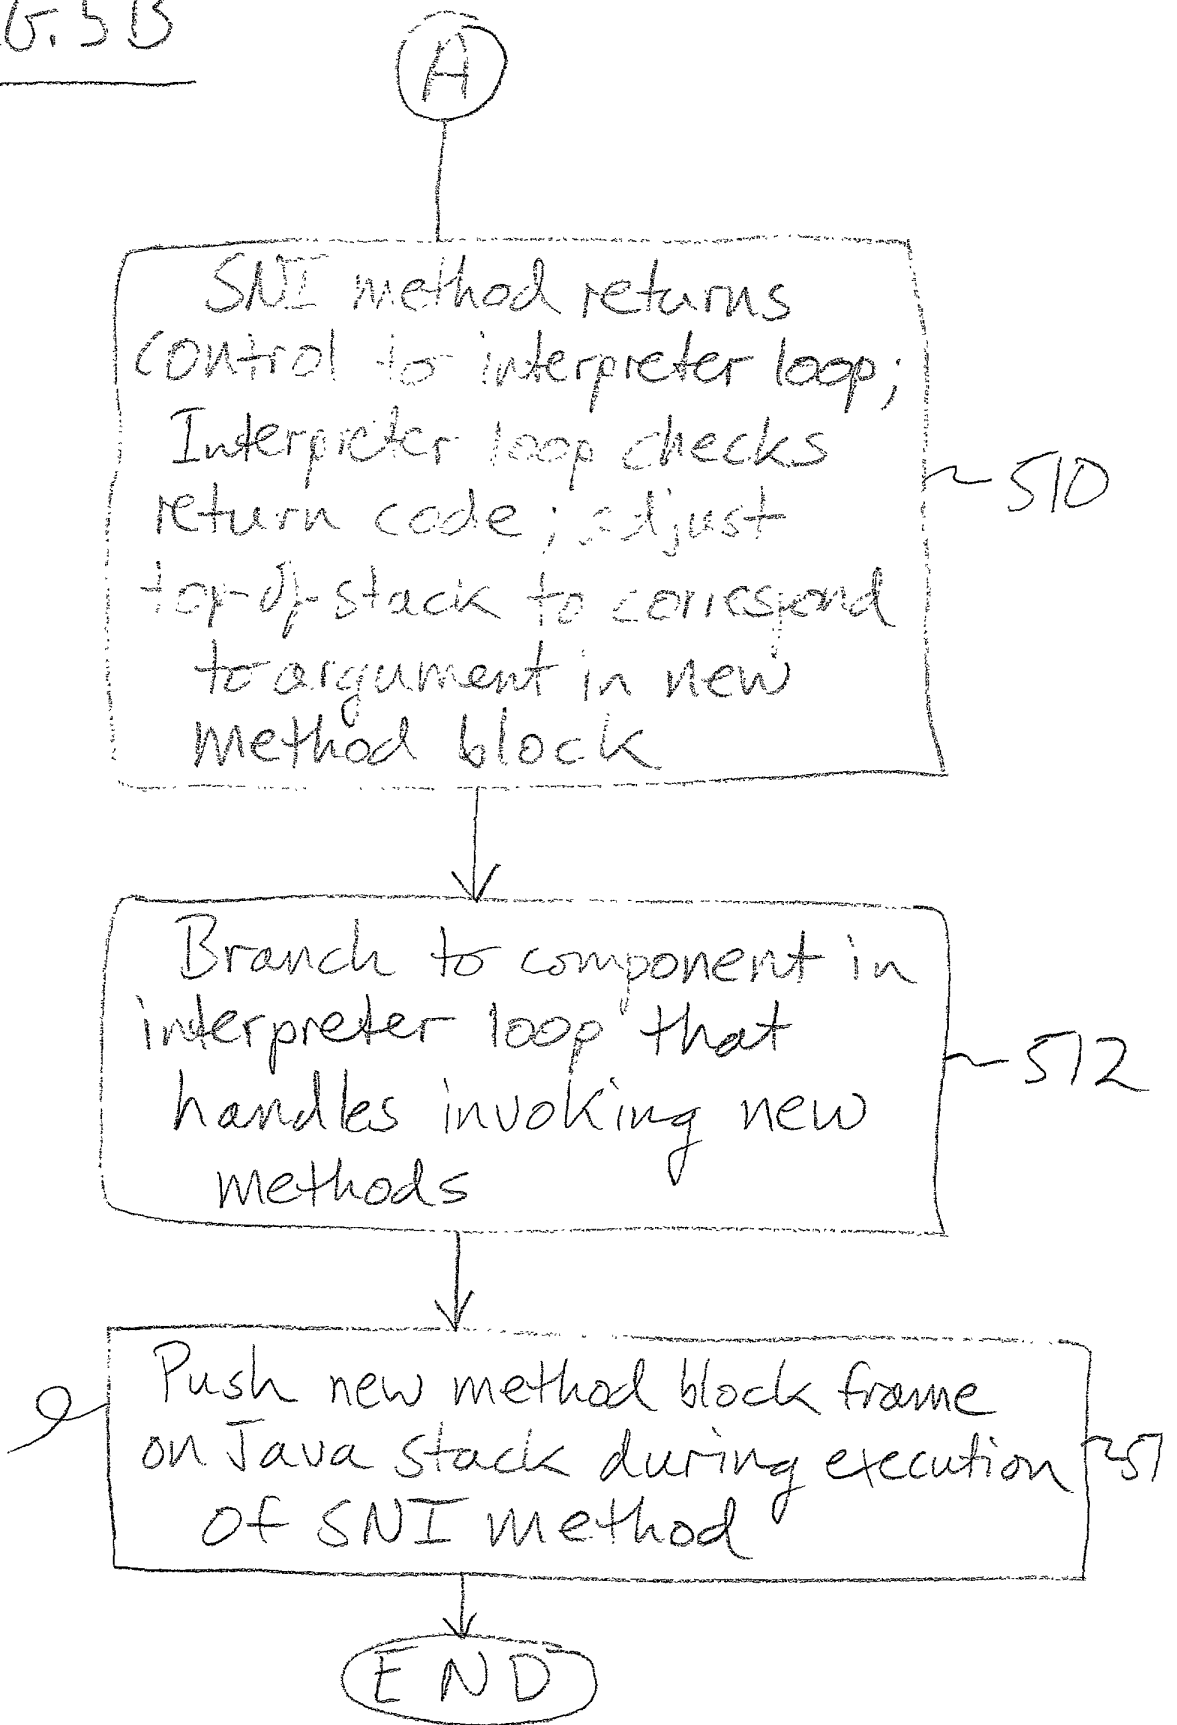 G. 5B
A
SNI method returns
control to interpreter loop;
Interpreter loop checks
return code; adjust
top-of-stack to correspond
to argument in new
method block
510
Branch to component in
interpreter loop that
handles invoking new
methods
512
Push new method block frame
on Java stack during execution
of SNI method
51
END